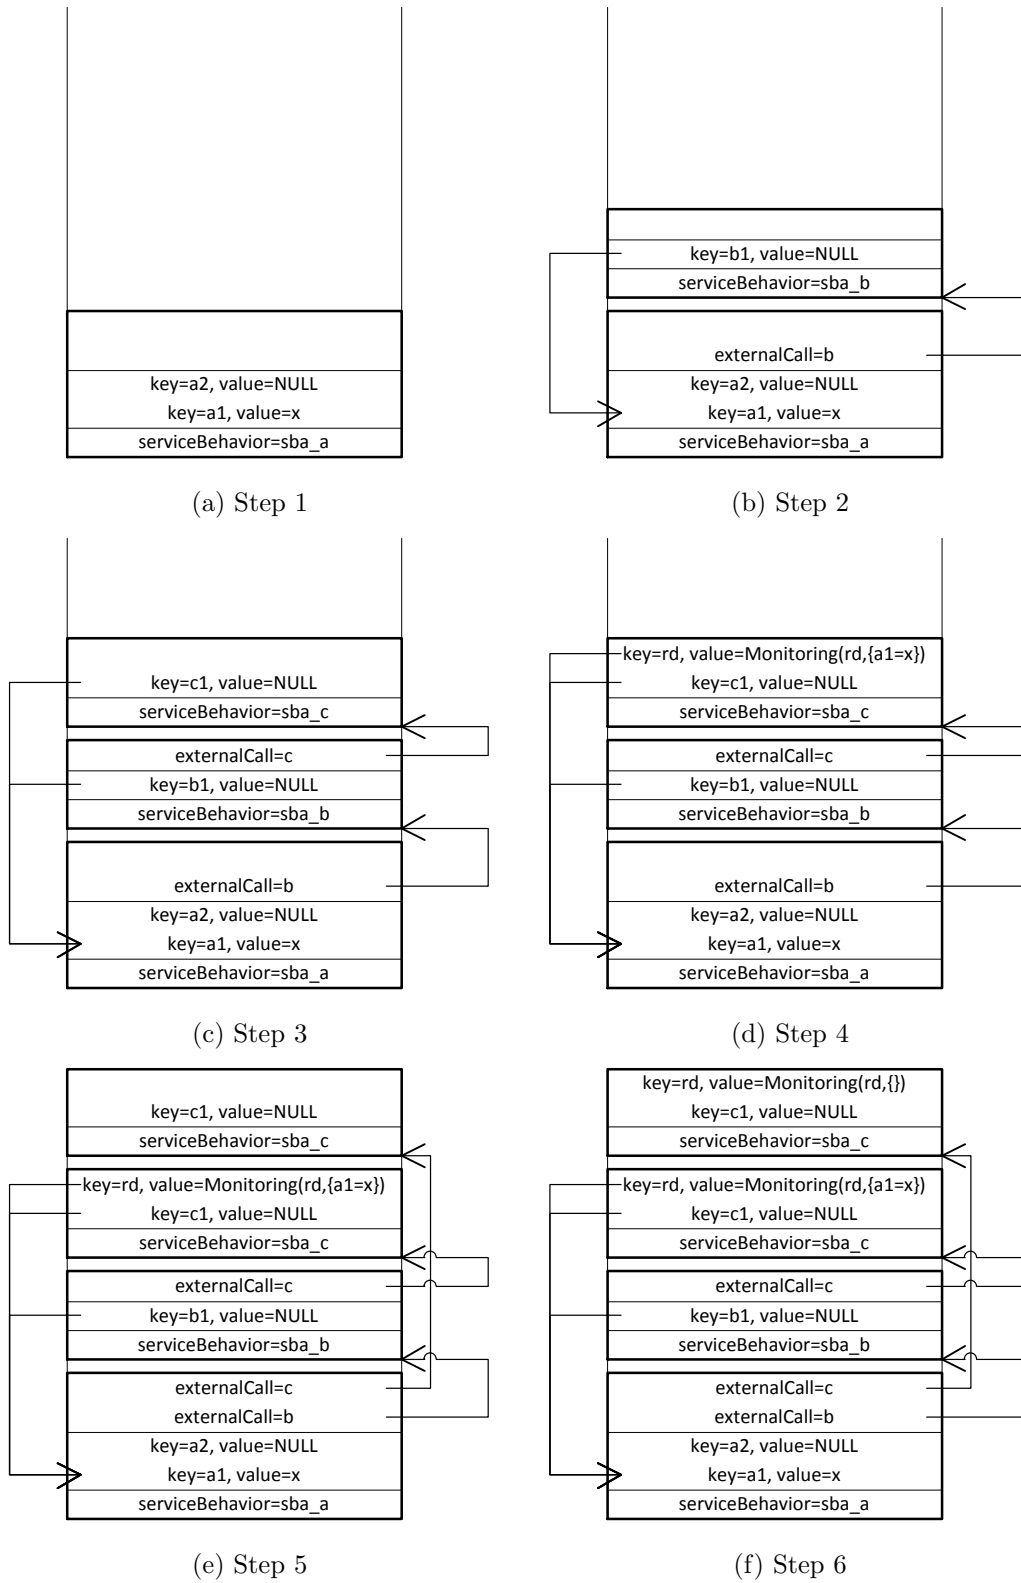 key=a2, value=NULL
key=a1, value=x
serviceBehavior=sba_a
(a) Step 1
key=b1, value=NULL
serviceBehavior=sba_b
externalCall=b
key=a2, value=NULL
key=a1, value=x
serviceBehavior=sba_a
(b) Step 2
key=c1, value=NULL
serviceBehavior=sba_c
externalCall=c
key=b1, value=NULL
serviceBehavior=sba_b
externalCall=b
key=a2, value=NULL
key=a1, value=x
serviceBehavior=sba_a
(c) Step 3
key=rd, value=Monitoring(rd,{a1=x})
key=c1, value=NULL
serviceBehavior=sba_c
externalCall=c
key=b1, value=NULL
serviceBehavior=sba_b
externalCall=b
key=a2, value=NULL
key=a1, value=x
serviceBehavior=sba_a
(d) Step 4
key=c1, value=NULL
serviceBehavior=sba_c
key=rd, value=Monitoring(rd,{a1=x})
key=c1, value=NULL
serviceBehavior=sba_c
externalCall=c
key=b1, value=NULL
serviceBehavior=sba_b
externalCall=c
externalCall=b
key=a2, value=NULL
key=a1, value=x
serviceBehavior=sba_a
(e) Step 5
key=rd, value=Monitoring(rd,{})
key=c1, value=NULL
serviceBehavior=sba_c
key=rd, value=Monitoring(rd,{a1=x})
key=c1, value=NULL
serviceBehavior=sba_c
externalCall=c
key=b1, value=NULL
serviceBehavior=sba_b
externalCall=c
externalCall=b
key=a2, value=NULL
key=a1, value=x
serviceBehavior=sba_a
(f) Step 6